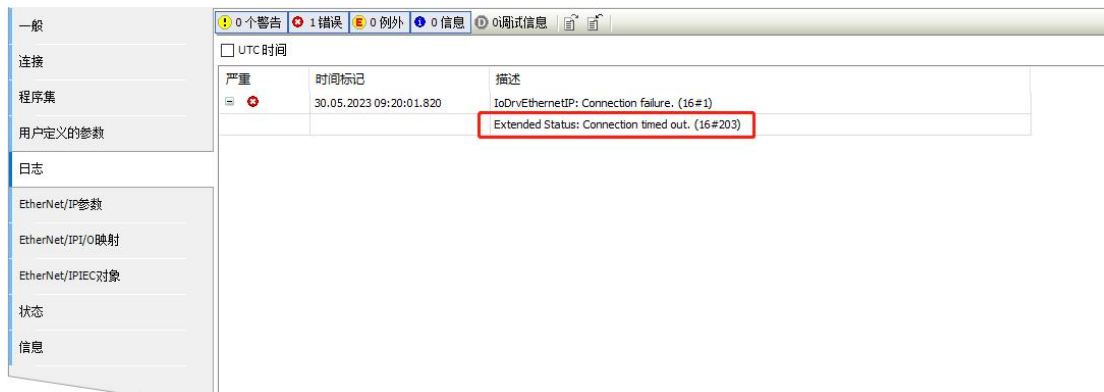 一般
连接
程序集
用户定义的参数
日志
EtherNet/IP参数
EtherNet/IPI/O映射
EtherNet/IPIEC对象
状态
信息
0 个警告 1 错误 E 0 例外 0 信息 D 0调试信息
UTC时间
严重 时间标记 描述
30.05.2023 09:20:01.820 IoDrvEthernetIP: Connection failure. (16#1)
Extended Status: Connection timed out. (16#203)